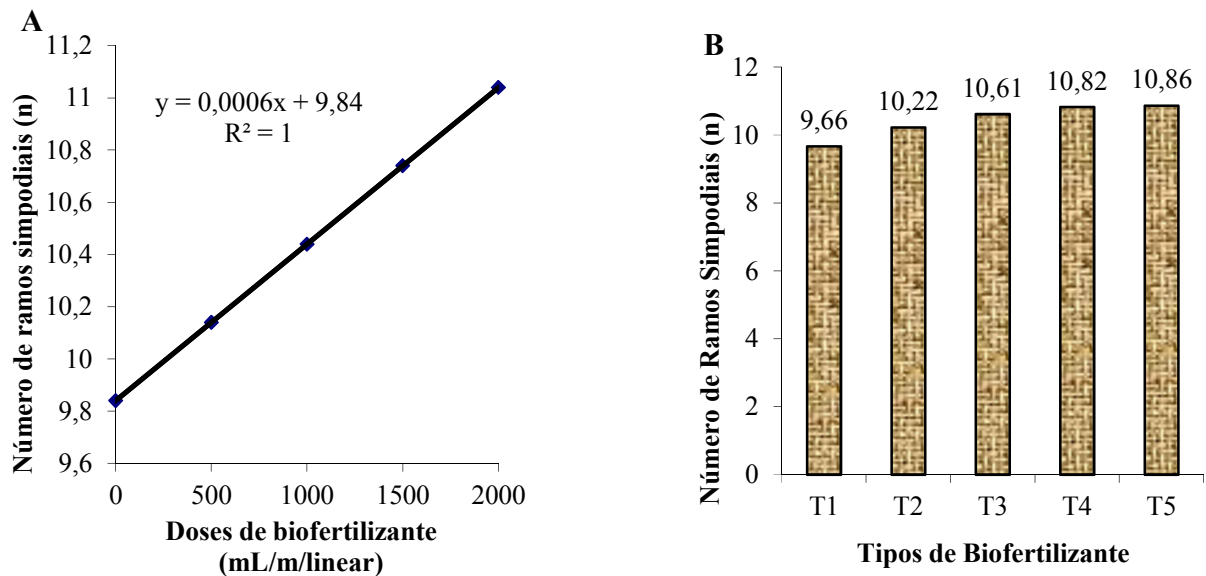 A
Número de ramos simpodiais (n)
11,2
11
10,8
10,6
10,4
10,2
10
9,8
9,6
y = 0,0006x + 9,84
R² = 1
0 500 1000 1500 2000
Doses de biofertilizante
(mL/m/linear)
B
Número de Ramos Simpodiais (n)
12
10
8
6
4
2
0
9,66 10,22 10,61 10,82 10,86
T1 T2 T3 T4 T5
Tipos de Biofertilizante